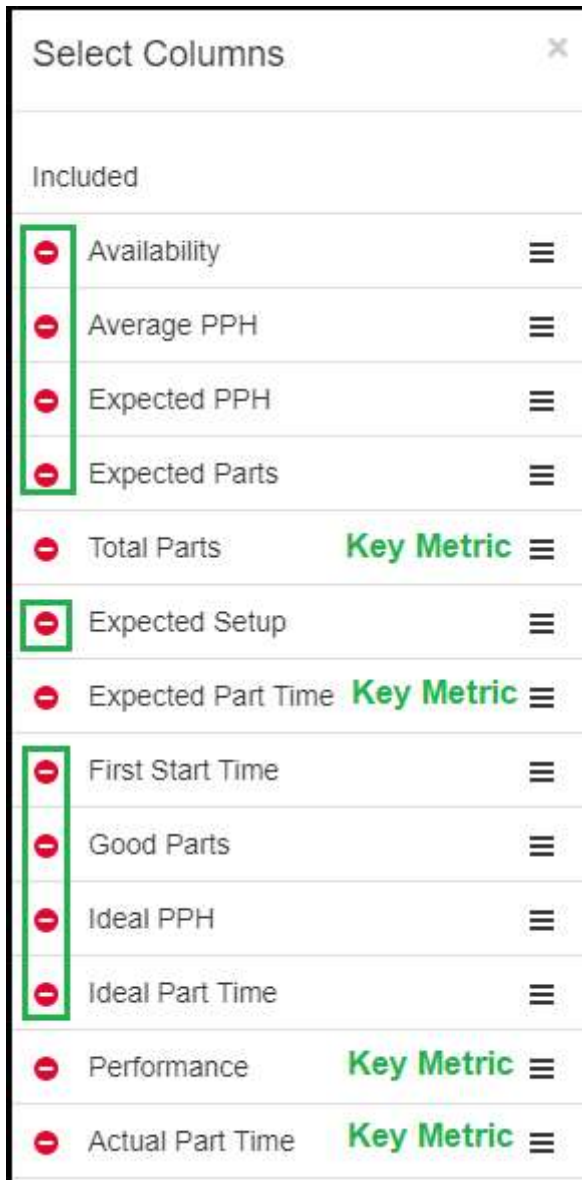 Select Columns ×
Included
Availability
Average PPH
Expected PPH
Expected Parts
Total Parts Key Metric
Expected Setup
Expected Part Time Key Metric
First Start Time
Good Parts
Ideal PPH
Ideal Part Time
Performance Key Metric
Actual Part Time Key Metric